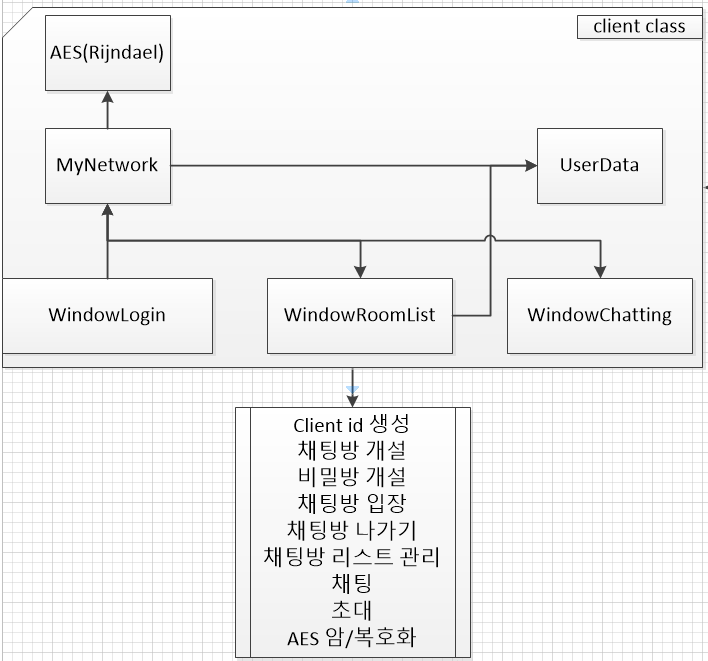 client class
AES(Rijndael)
MyNetwork
UserData
WindowLogin
WindowRoomList
WindowChatting
Client id 생성
채팅방 개설
비밀방 개설
채팅방 입장
채팅방 나가기
채팅방 리스트 관리
채팅
초대
AES 암/복호화